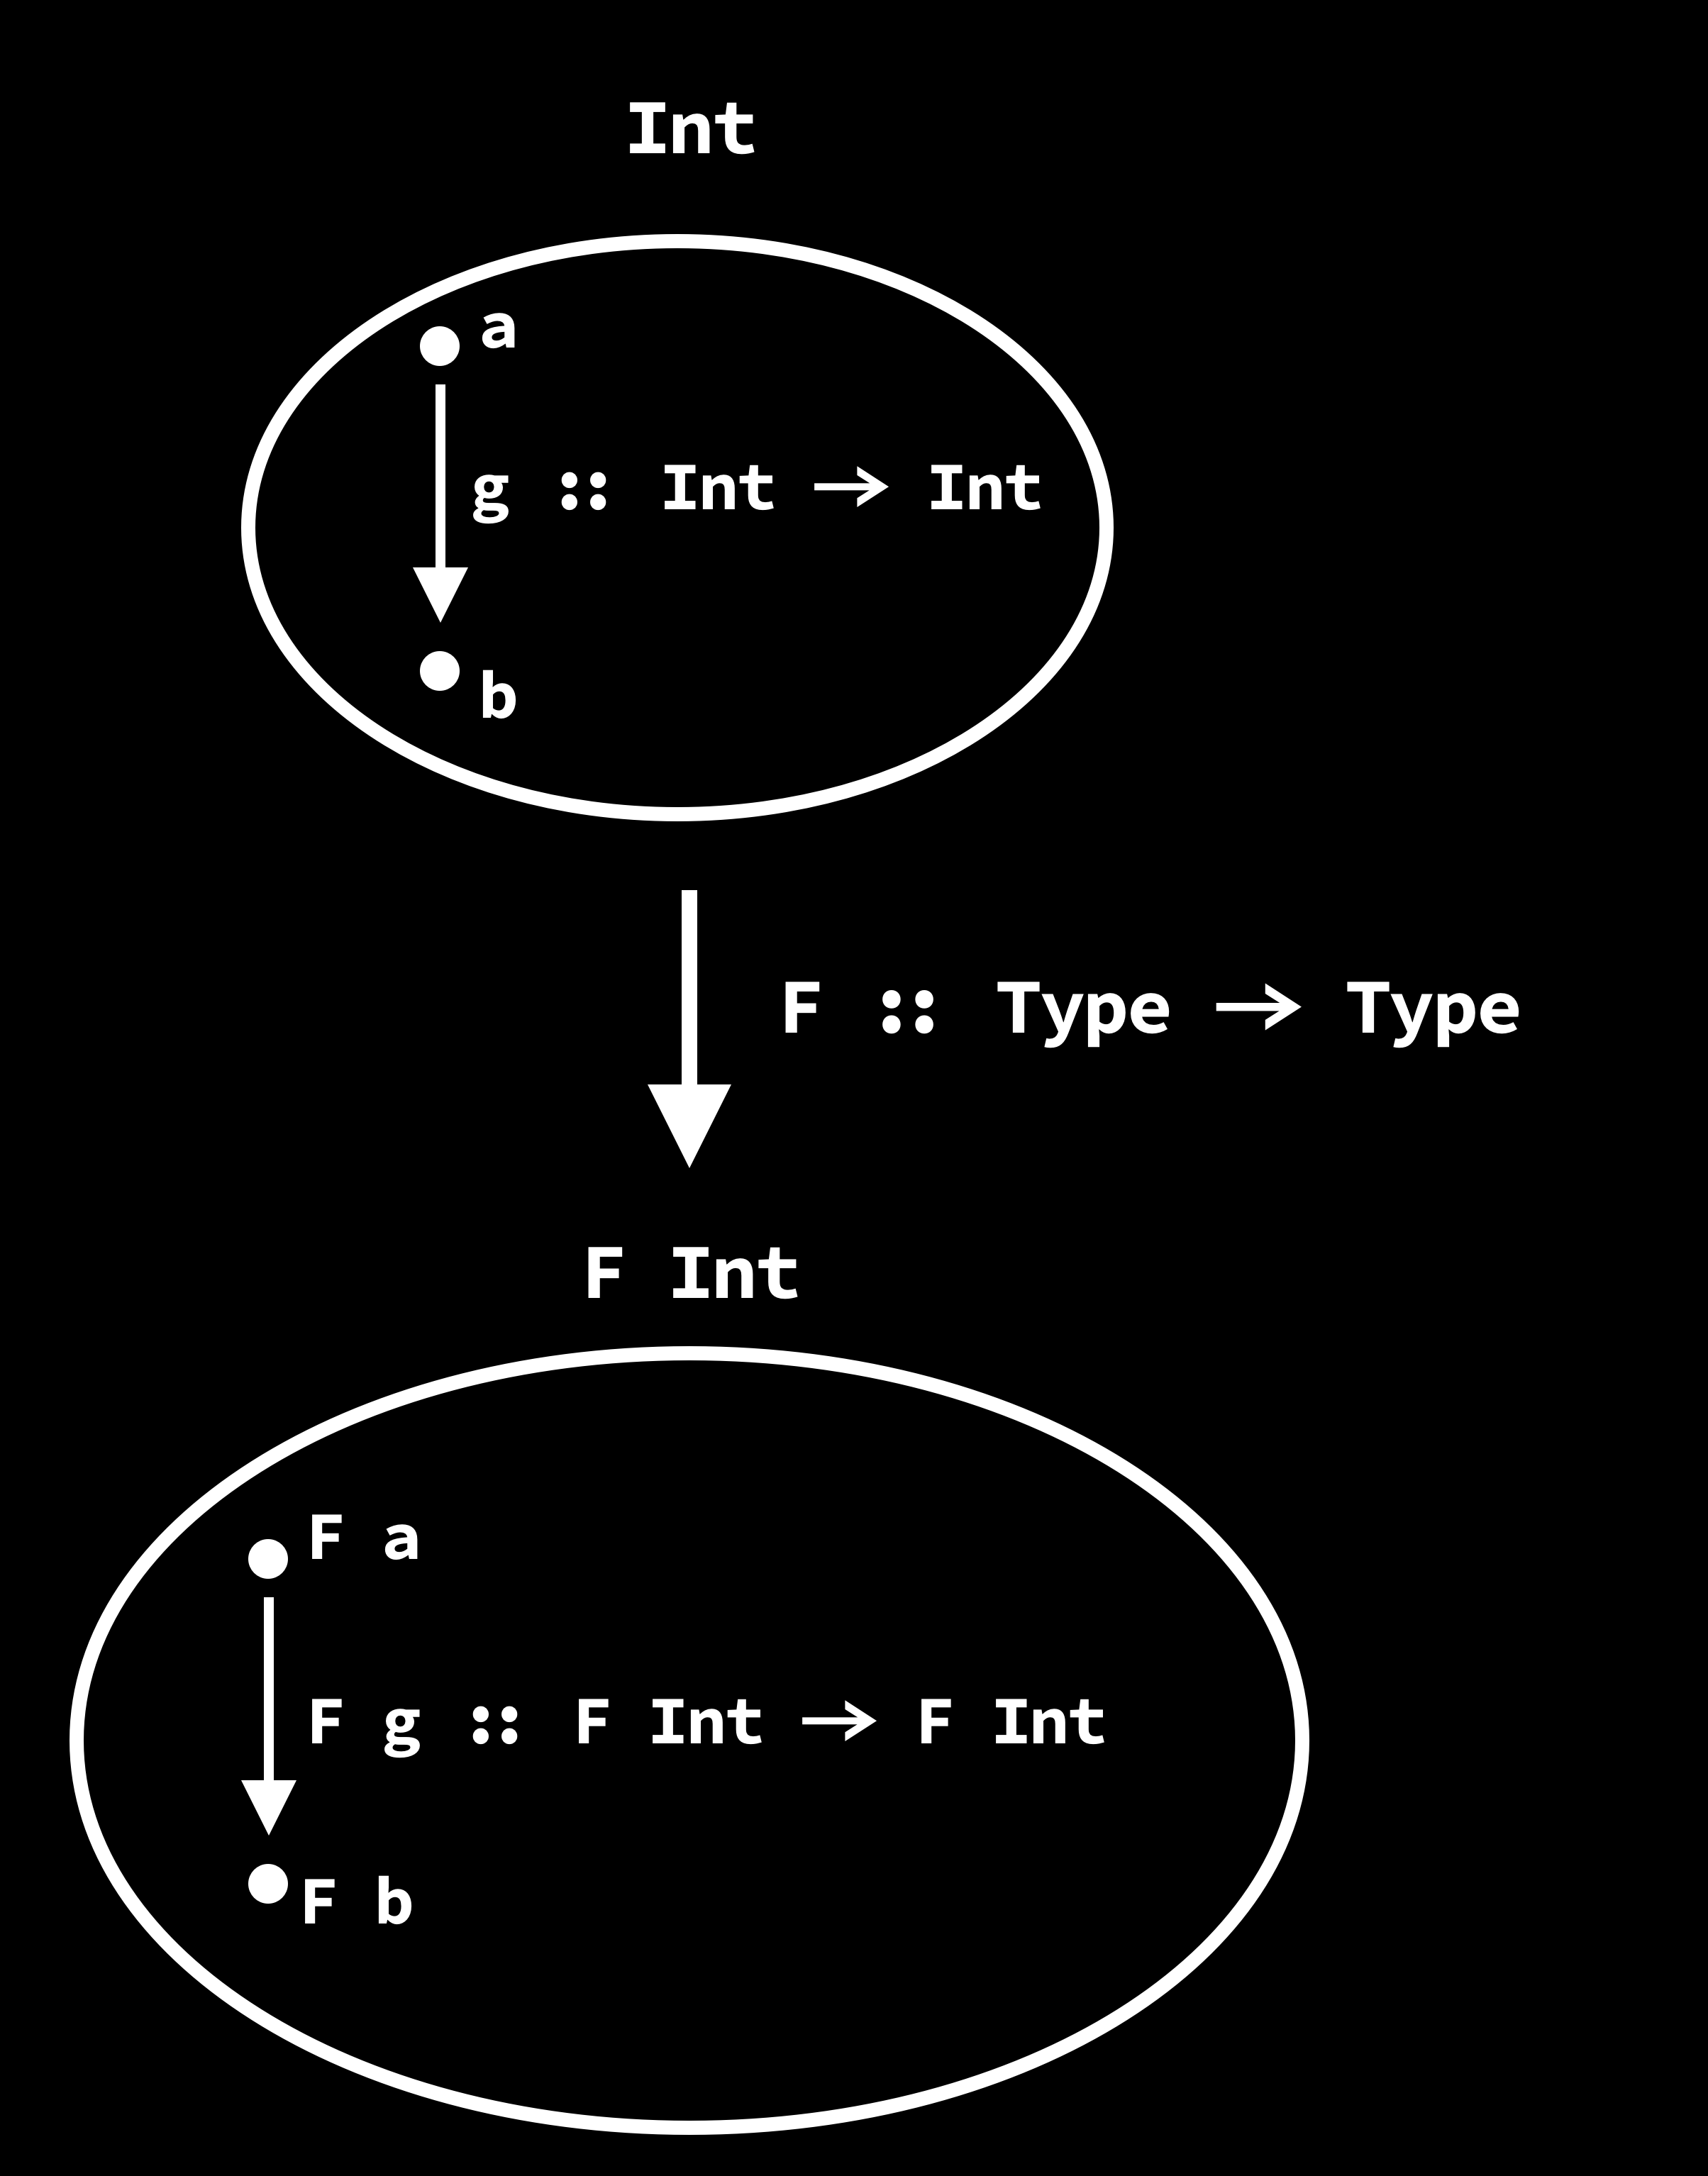 Int
a
g :: Int → Int
b
F :: Type → Type
F Int
F a
F g :: F Int → F Int
F b